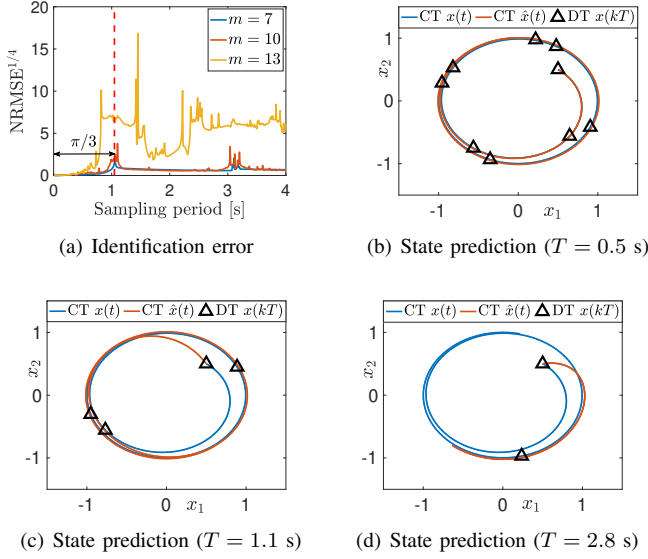 NRMSE^{1/4}
20
15
10
5
0
m = 7
m = 10
m = 13
π/3
0 1 2 3 4
Sampling period [s]
(a) Identification error
CT x(t) CT x̂(t) DT x(kT)
x₂
1
0
-1
-1 0 x₁ 1
(b) State prediction (T = 0.5 s)
CT x(t) CT x̂(t) DT x(kT)
x₂
1
0
-1
-1 0 x₁ 1
(c) State prediction (T = 1.1 s)
CT x(t) CT x̂(t) DT x(kT)
x₂
1
0
-1
-1 0 x₁ 1
(d) State prediction (T = 2.8 s)